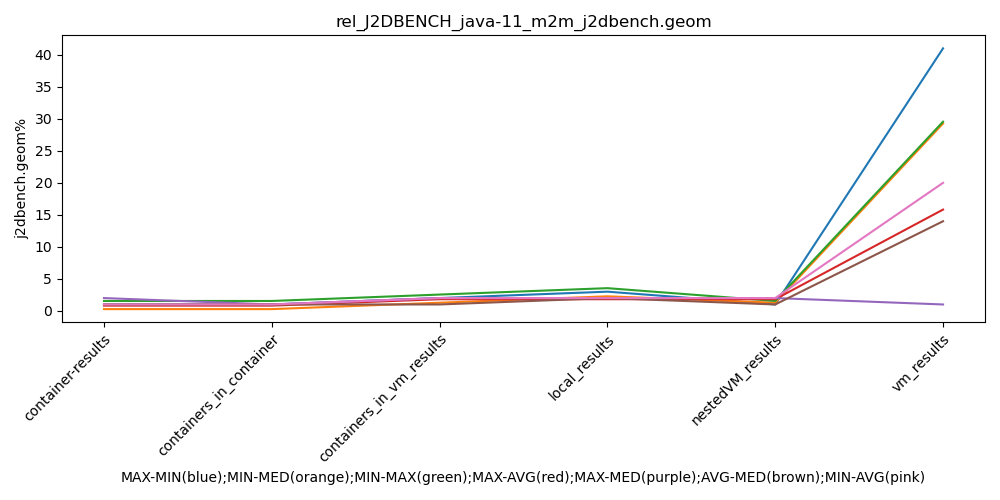 rel_J2DBENCH_java-11_m2m_j2dbench.geom
j2dbench.geom%
40
35
30
25
20
15
10
5
0
container-results
containers_in_container
containers_in_vm_results
local_results
nestedVM_results
vm_results
MAX-MIN(blue);MIN-MED(orange);MIN-MAX(green);MAX-AVG(red);MAX-MED(purple);AVG-MED(brown);MIN-AVG(pink)